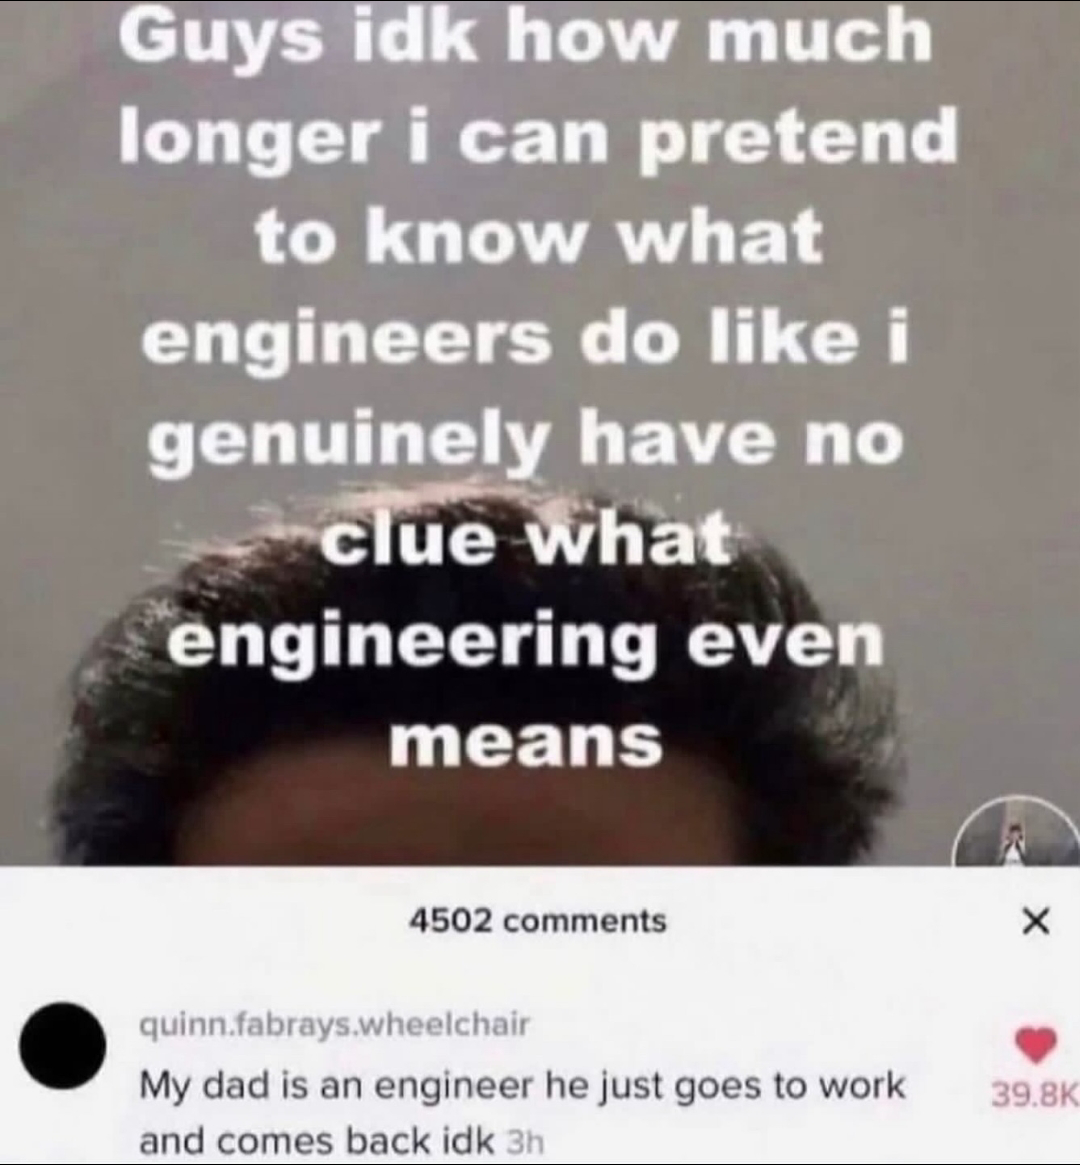 Guys idk how much
longer i can pretend
to know what
engineers do like i
genuinely have no
clue what
engineering even
means
4502 comments
quinn.fabrays.wheelchair
My dad is an engineer he just goes to work
and comes back idk 3h
39.8K